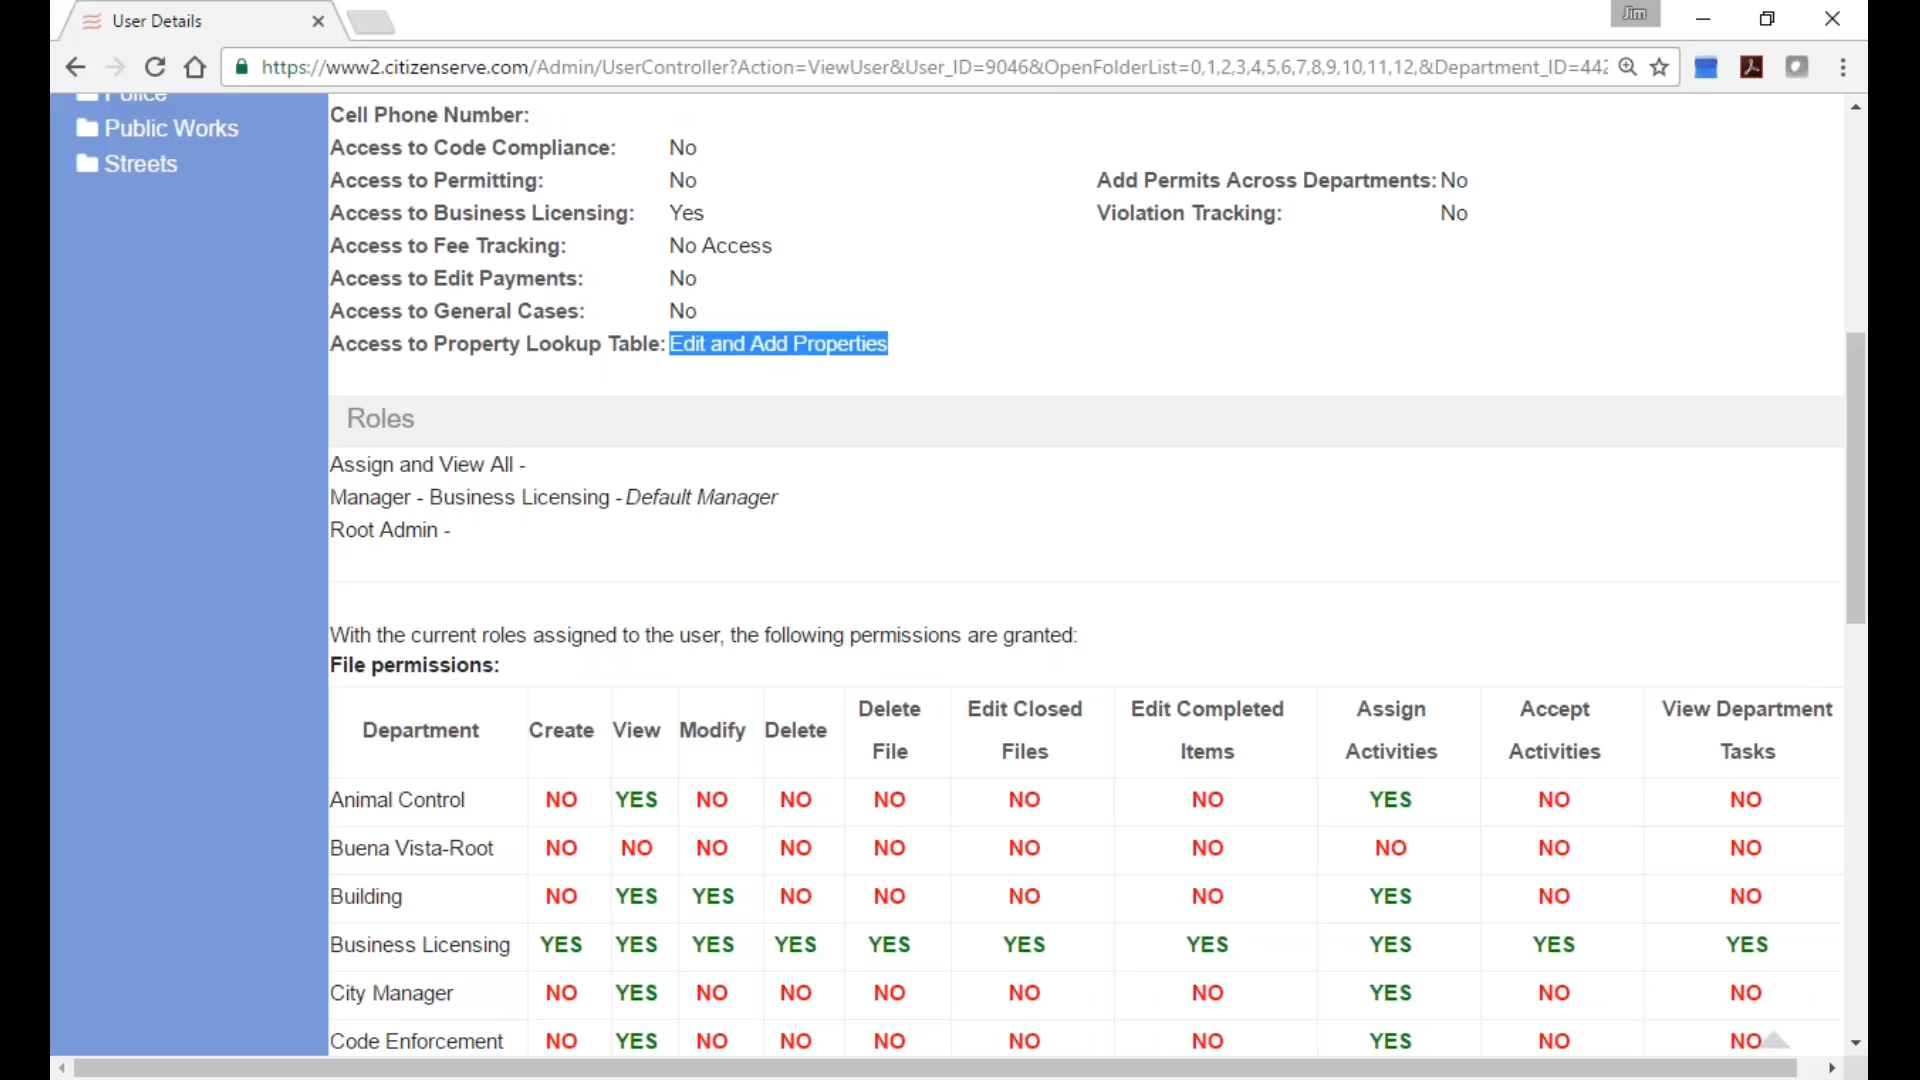 User Details
Jim
https://www2.citizenserve.com/Admin/UserController?Action=ViewUser&User_ID=9046&OpenFolderList=0,1,2,3,4,5,6,7,8,9,10,11,12,&Department_ID=442
Police
Public Works
Streets
Cell Phone Number:
Access to Code Compliance: No
Access to Permitting: No Add Permits Across Departments: No
Access to Business Licensing: Yes Violation Tracking: No
Access to Fee Tracking: No Access
Access to Edit Payments: No
Access to General Cases: No
Access to Property Lookup Table: Edit and Add Properties
Roles
Assign and View All -
Manager - Business Licensing - Default Manager
Root Admin -
With the current roles assigned to the user, the following permissions are granted:
File permissions:
Department Create View Modify Delete Delete File Edit Closed Files Edit Completed Items Assign Activities Accept Activities View Department Tasks
Animal Control NO YES NO NO NO NO NO YES NO NO
Buena Vista-Root NO NO NO NO NO NO NO NO NO NO
Building NO YES YES NO NO NO NO YES NO NO
Business Licensing YES YES YES YES YES YES YES YES YES YES
City Manager NO YES NO NO NO NO NO YES NO NO
Code Enforcement NO YES NO NO NO NO NO YES NO NO